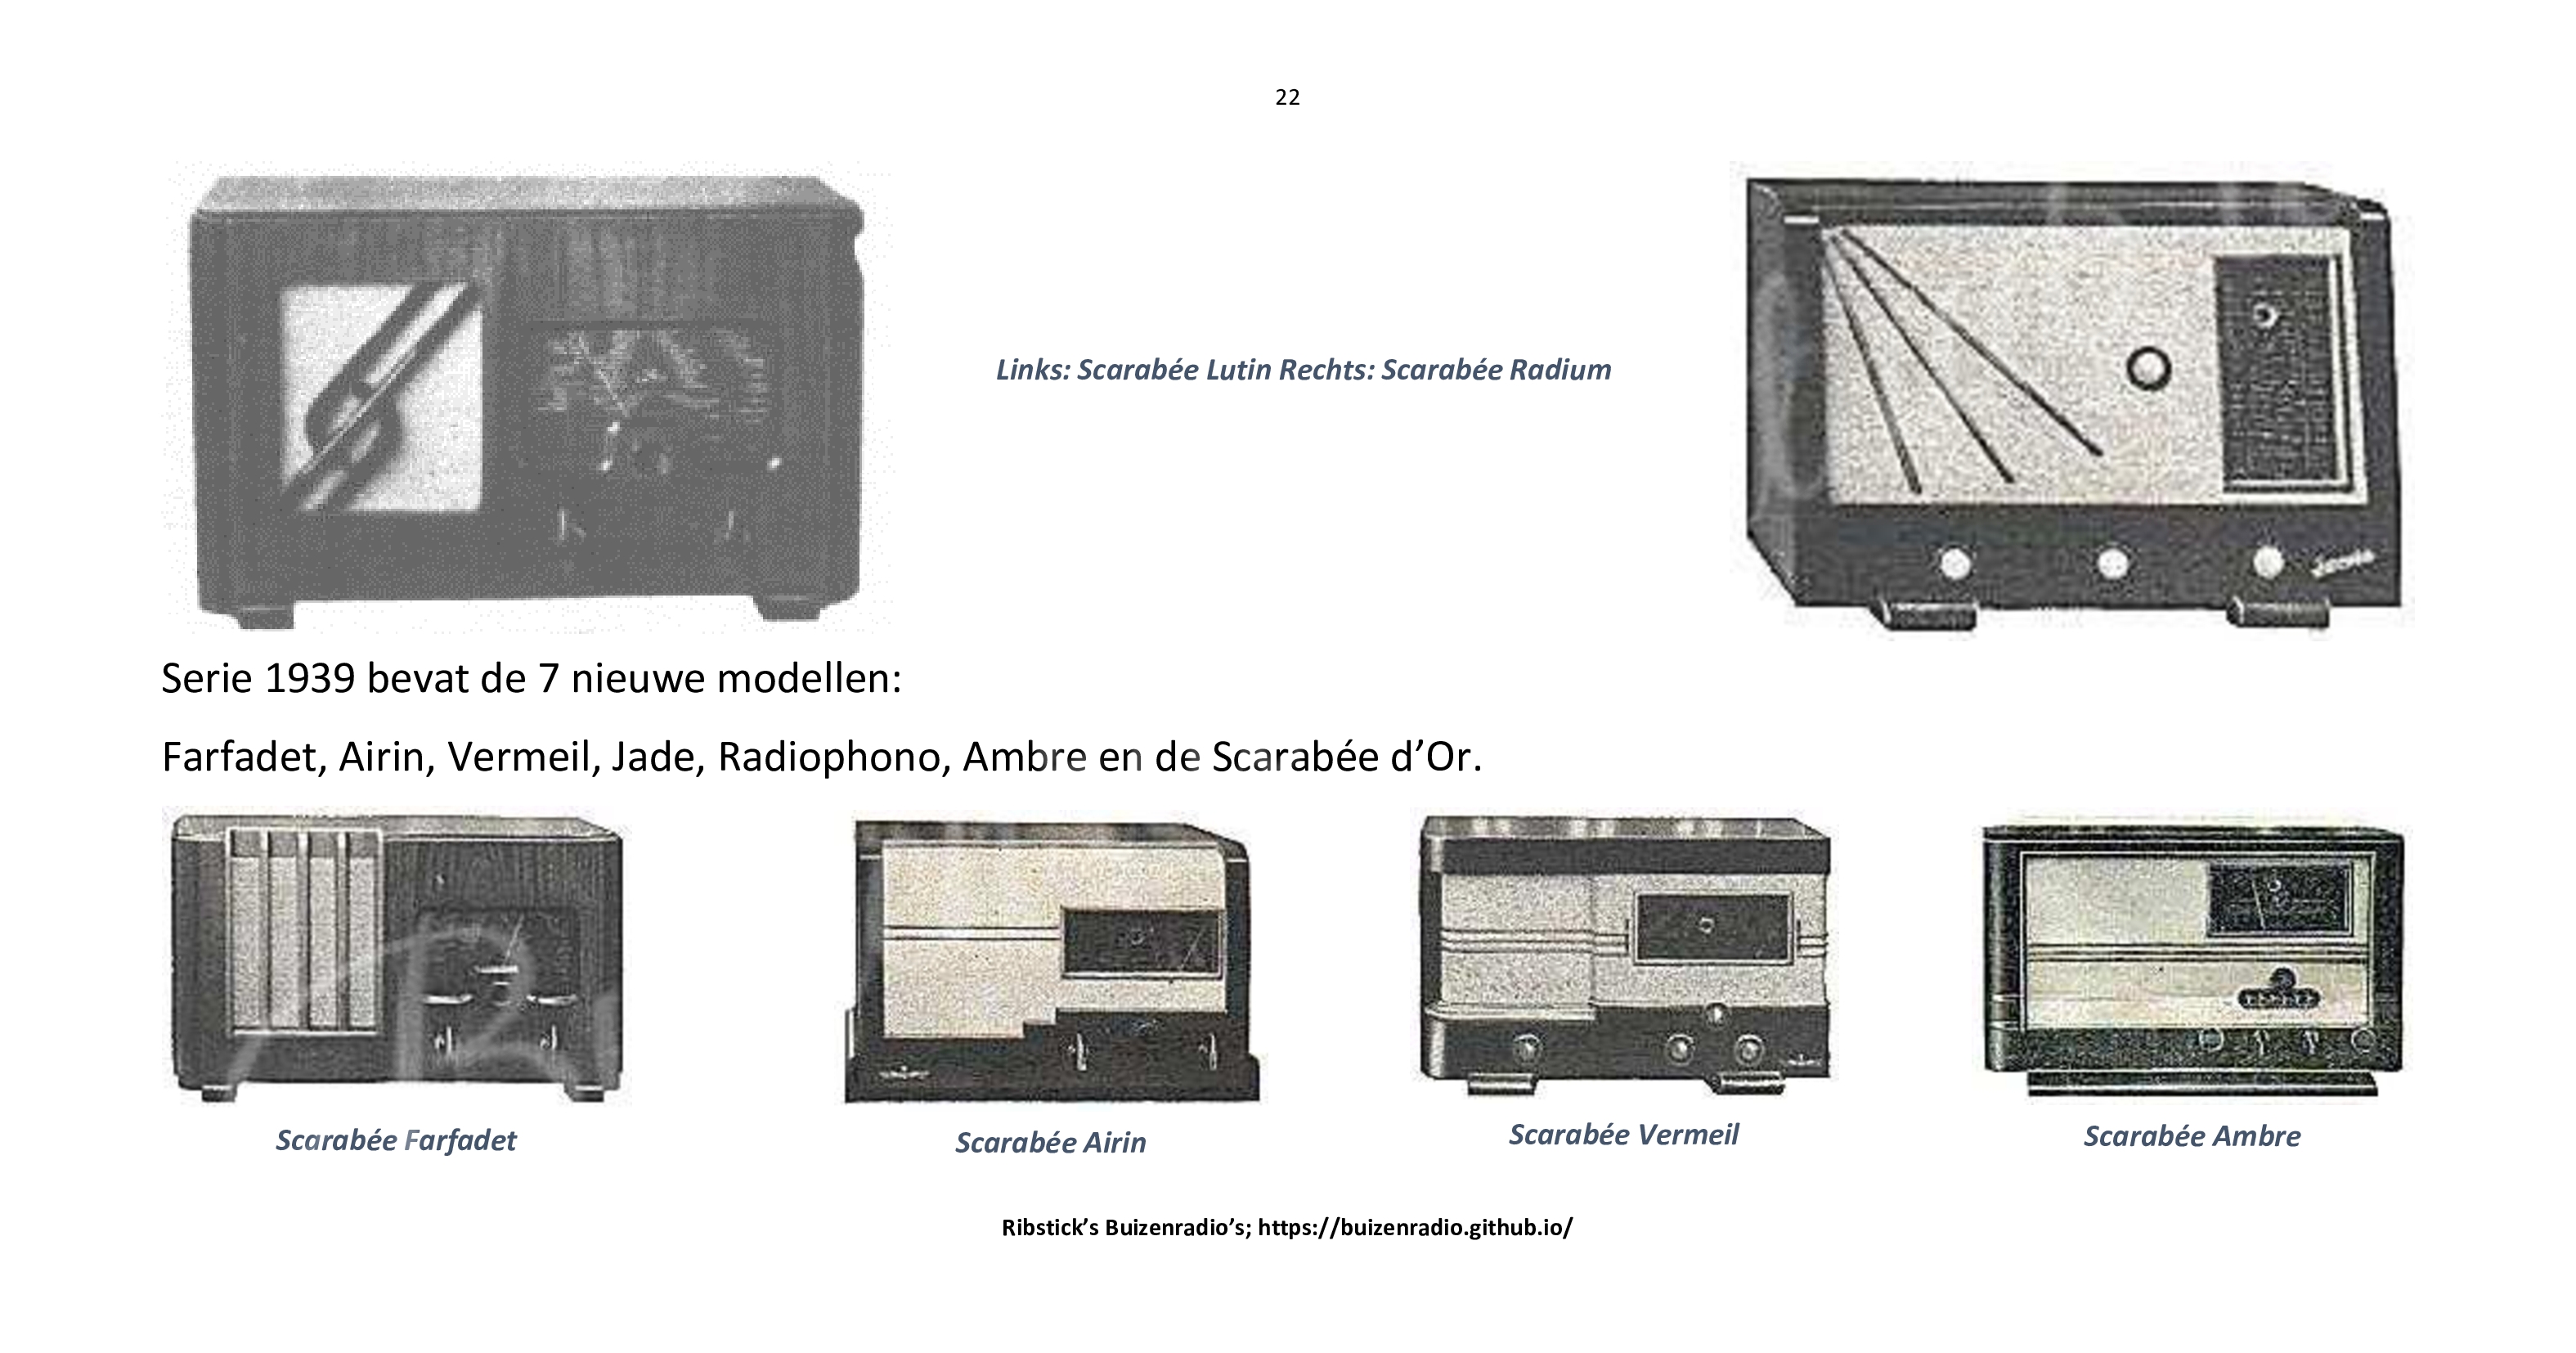 22
Links: Scarabée Lutin Rechts: Scarabée Radium
Serie 1939 bevat de 7 nieuwe modellen:
Farfadet, Airin, Vermeil, Jade, Radiophono, Ambre en de Scarabée d’Or.
Scarabée Farfadet
Scarabée Airin
Scarabée Vermeil
Scarabée Ambre
Ribstick’s Buizenradio’s; https://buizenradio.github.io/